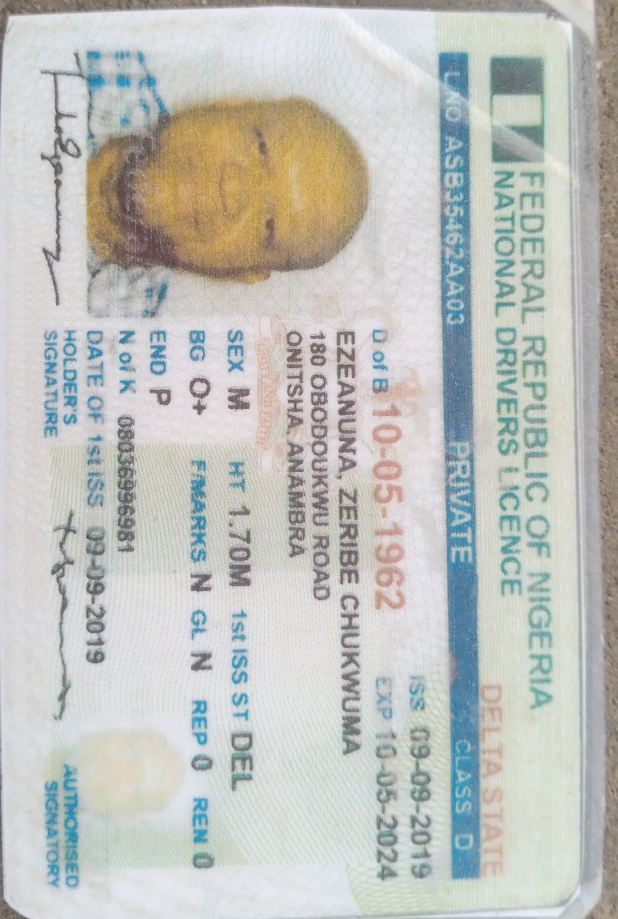 FEDERAL REPUBLIC OF NIGERIA
NATIONAL DRIVERS LICENCE
DELTA STATE
L/NO ASB35462AA03 PRIVATE CLASS D
ISS 09-09-2019
D of B 10-05-1962 EXP 10-05-2024
EZEANUNA, ZERIBE CHUKWUMA
180 OBODOUKWU ROAD
ONITSHA, ANAMBRA
SEX M HT 1.70M 1st ISS ST DEL
BG O+ F/MARKS N GL N REP 0 REN 0
END P
N of K 08036996981
DATE OF 1st ISS 09-09-2019
HOLDER'S
SIGNATURE
AUTHORISED
SIGNATORY